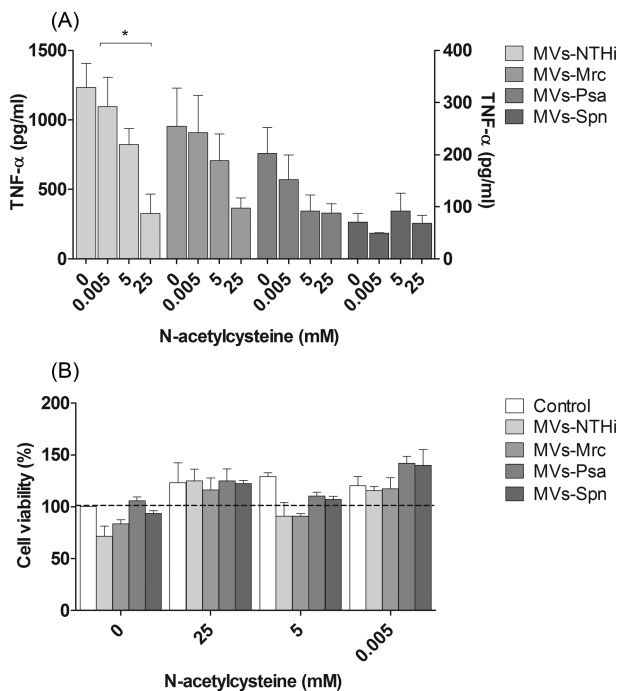 (A)
*
1500
1000
500
0
TNF-α (pg/ml)
400
300
200
100
0
TNF-α (pg/ml)
MVs-NTHi
MVs-Mrc
MVs-Psa
MVs-Spn
0 0.005 5 25 0 0.005 5 25 0 0.005 5 25 0 0.005 5 25
N-acetylcysteine (mM)
(B)
200
150
100
50
0
Cell viability (%)
Control
MVs-NTHi
MVs-Mrc
MVs-Psa
MVs-Spn
0 25 5 0.005
N-acetylcysteine (mM)